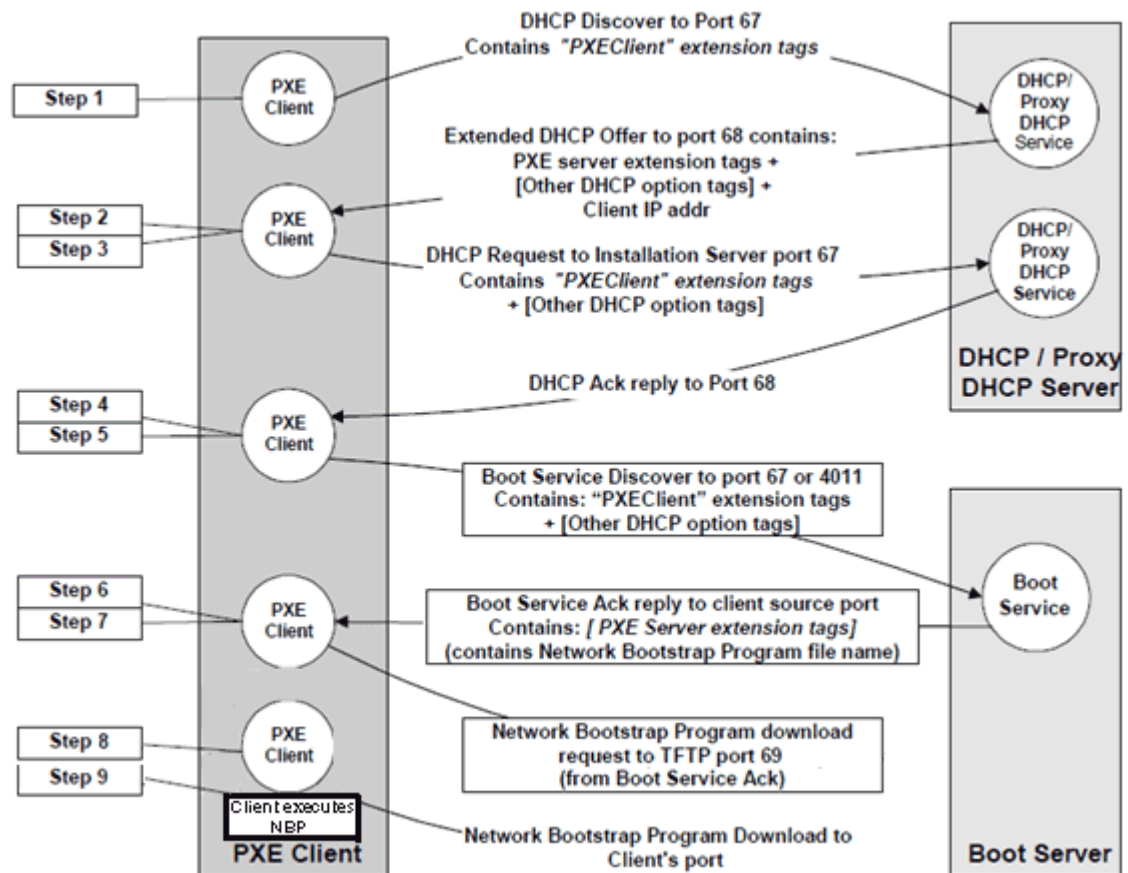 DHCP Discover to Port 67
Contains "PXEClient" extension tags
Step 1
PXE
Client
DHCP/
Proxy
DHCP
Service
Extended DHCP Offer to port 68 contains:
PXE server extension tags +
[Other DHCP option tags] +
Client IP addr
Step 2
Step 3
PXE
Client
DHCP Request to Installation Server port 67
Contains "PXEClient" extension tags
+ [Other DHCP option tags]
DHCP/
Proxy
DHCP
Service
DHCP / Proxy
DHCP Server
DHCP Ack reply to Port 68
Step 4
Step 5
PXE
Client
Boot Service Discover to port 67 or 4011
Contains: “PXEClient” extension tags
+ [Other DHCP option tags]
Step 6
Step 7
PXE
Client
Boot Service Ack reply to client source port
Contains: [ PXE Server extension tags]
(contains Network Bootstrap Program file name)
Boot
Service
Step 8
Step 9
PXE
Client
Network Bootstrap Program download
request to TFTP port 69
(from Boot Service Ack)
Client executes
NBP
Network Bootstrap Program Download to
Client's port
PXE Client
Boot Server